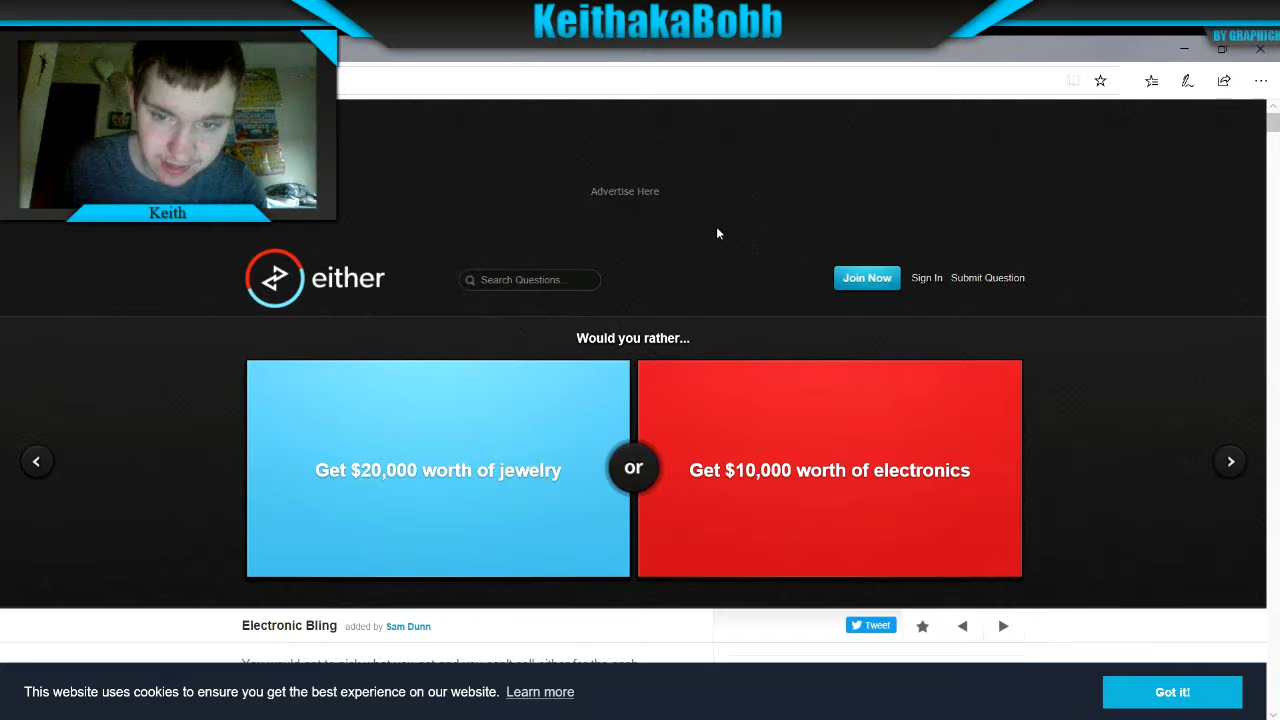 KeithakaBobb
BY GRAPHICK
Keith
Advertise Here
either
Search Questions...
Join Now
Sign In
Submit Question
Would you rather...
Get $20,000 worth of jewelry
or
Get $10,000 worth of electronics
Electronic Bling added by Sam Dunn
Tweet
This website uses cookies to ensure you get the best experience on our website. Learn more
Got it!